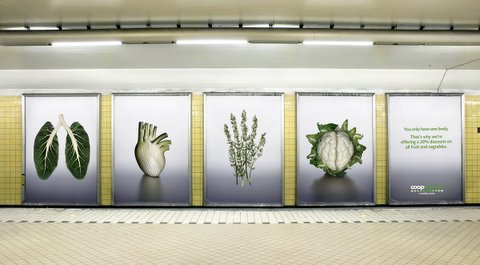 You only have one body.
That's why we're
offering a 20% discount on
all fruit and vegetables.
coop